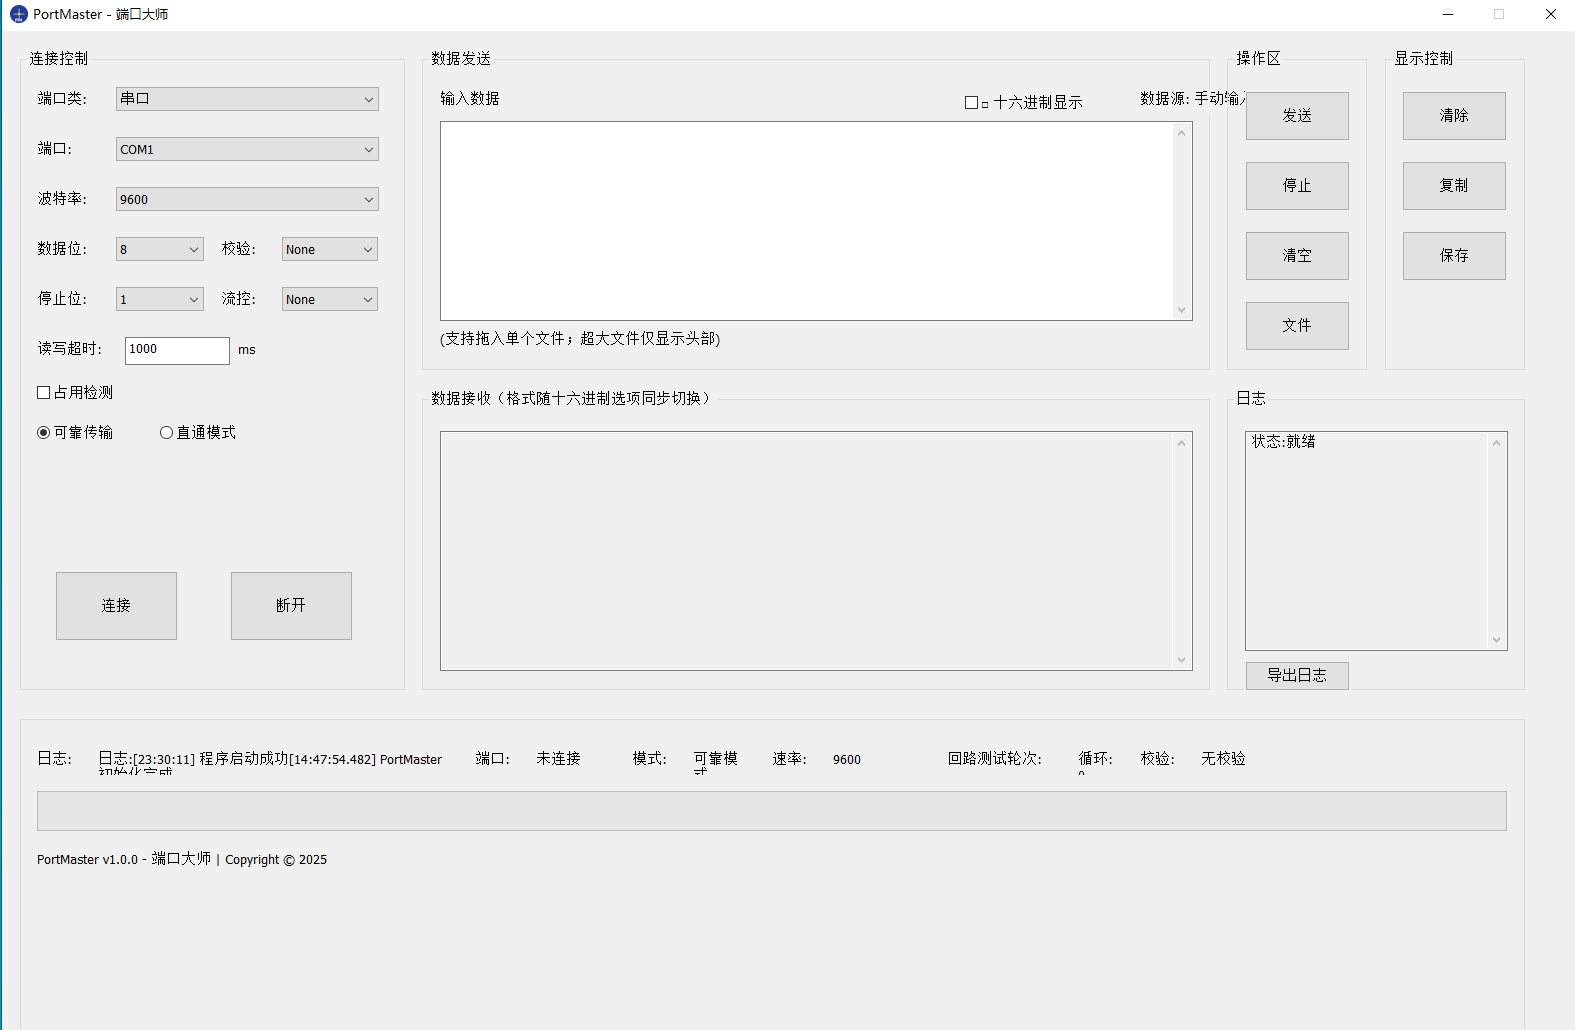 PortMaster - 端口大师
连接控制
端口类: 串口
端口: COM1
波特率: 9600
数据位: 8 校验: None
停止位: 1 流控: None
读写超时: 1000 ms
占用检测
可靠传输 直通模式
连接 断开
数据发送
输入数据 □ 十六进制显示 数据源: 手动输入
(支持拖入单个文件；超大文件仅显示头部)
操作区
发送
停止
清空
文件
显示控制
清除
复制
保存
数据接收（格式随十六进制选项同步切换）
日志
状态:就绪
导出日志
日志: 日志:[23:30:11] 程序启动成功[14:47:54.482] PortMaster 端口: 未连接 模式: 可靠模 速率: 9600 回路测试轮次: 循环: 校验: 无校验
初始化完成 式 0
PortMaster v1.0.0 - 端口大师 | Copyright © 2025